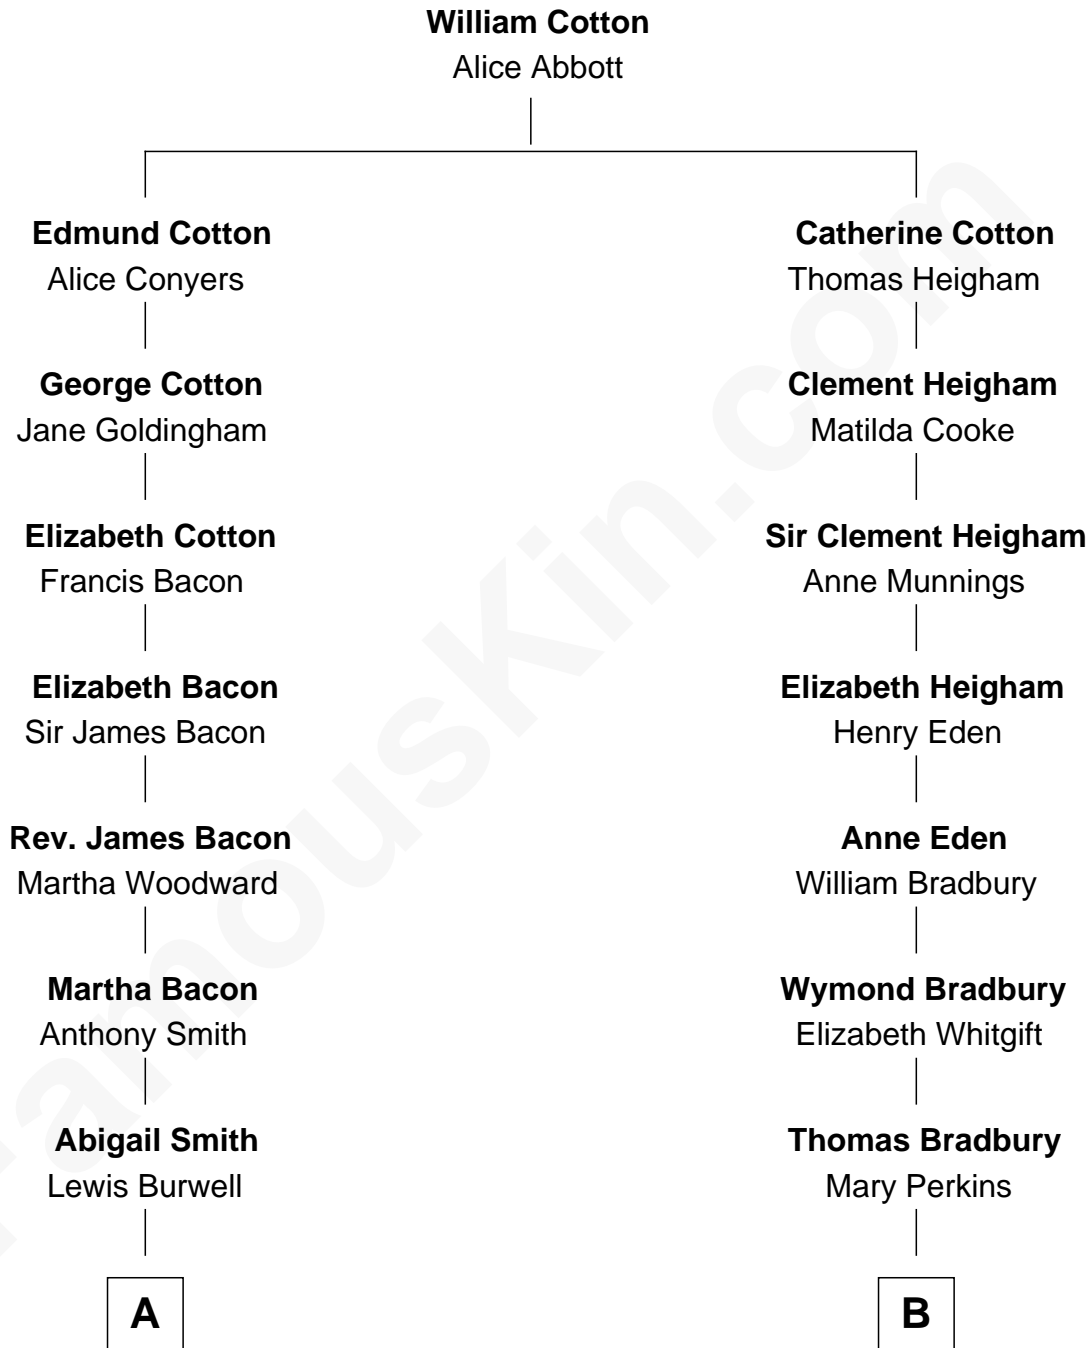 William Cotton
Alice Abbott
Edmund Cotton
Alice Conyers
George Cotton
Jane Goldingham
Elizabeth Cotton
Francis Bacon
Elizabeth Bacon
Sir James Bacon
Rev. James Bacon
Martha Woodward
Martha Bacon
Anthony Smith
Abigail Smith
Lewis Burwell
A
Catherine Cotton
Thomas Heigham
Clement Heigham
Matilda Cooke
Sir Clement Heigham
Anne Munnings
Elizabeth Heigham
Henry Eden
Anne Eden
William Bradbury
Wymond Bradbury
Elizabeth Whitgift
Thomas Bradbury
Mary Perkins
B
FamousKin.com